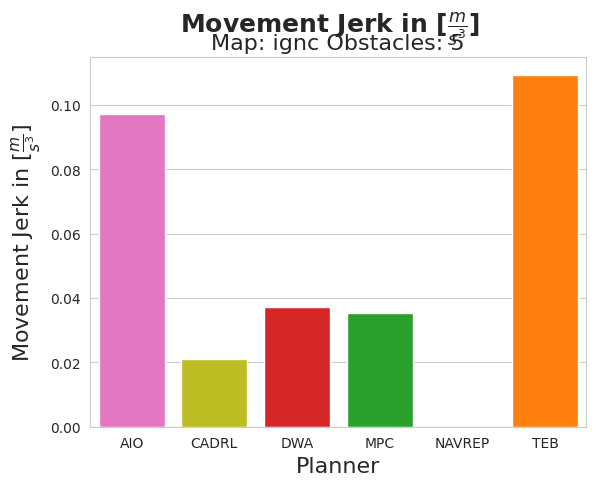 Movement Jerk in [m/s³]
Map: ignc Obstacles: 5
Movement Jerk in [m/s³]
0.10
0.08
0.06
0.04
0.02
0.00
AIO CADRL DWA MPC NAVREP TEB
Planner